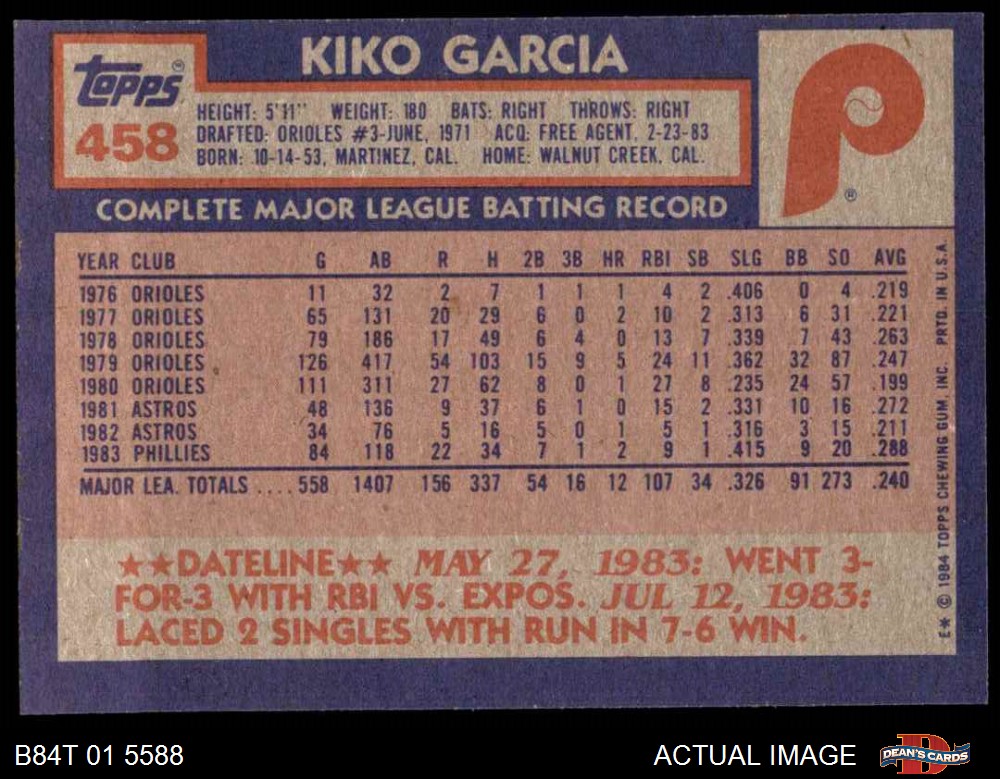 KIKO GARCIA
TOPPS™
458
HEIGHT: 5'11" WEIGHT: 180 BATS: RIGHT THROWS: RIGHT
DRAFTED: ORIOLES #3-JUNE, 1971 ACQ: FREE AGENT, 2-23-83
BORN: 10-14-53, MARTINEZ, CAL. HOME: WALNUT CREEK, CAL.
P
®
COMPLETE MAJOR LEAGUE BATTING RECORD
YEAR CLUB G AB R H 2B 3B HR RBI SB SLG BB SO AVG
1976 ORIOLES 11 32 2 7 1 1 1 4 2 .406 0 4 .219
1977 ORIOLES 65 131 20 29 6 0 2 10 2 .313 6 31 .221
1978 ORIOLES 79 186 17 49 6 4 0 13 7 .339 7 43 .263
1979 ORIOLES 126 417 54 103 15 9 5 24 11 .362 32 87 .247
1980 ORIOLES 111 311 27 62 8 0 1 27 8 .235 24 57 .199
1981 ASTROS 48 136 9 37 6 1 0 15 2 .331 10 16 .272
1982 ASTROS 34 76 5 16 5 0 1 5 1 .316 3 15 .211
1983 PHILLIES 84 118 22 34 7 1 2 9 1 .415 9 20 .288
MAJOR LEA. TOTALS .... 558 1407 156 337 54 16 12 107 34 .326 91 273 .240
★★DATELINE★★ MAY 27, 1983: WENT 3-
FOR-3 WITH RBI VS. EXPOS. JUL 12, 1983:
LACED 2 SINGLES WITH RUN IN 7-6 WIN.
E* © 1984 TOPPS CHEWING GUM, INC. PRTD. IN U.S.A.
B84T 01 5588
ACTUAL IMAGE
D
DEAN'S CARDS